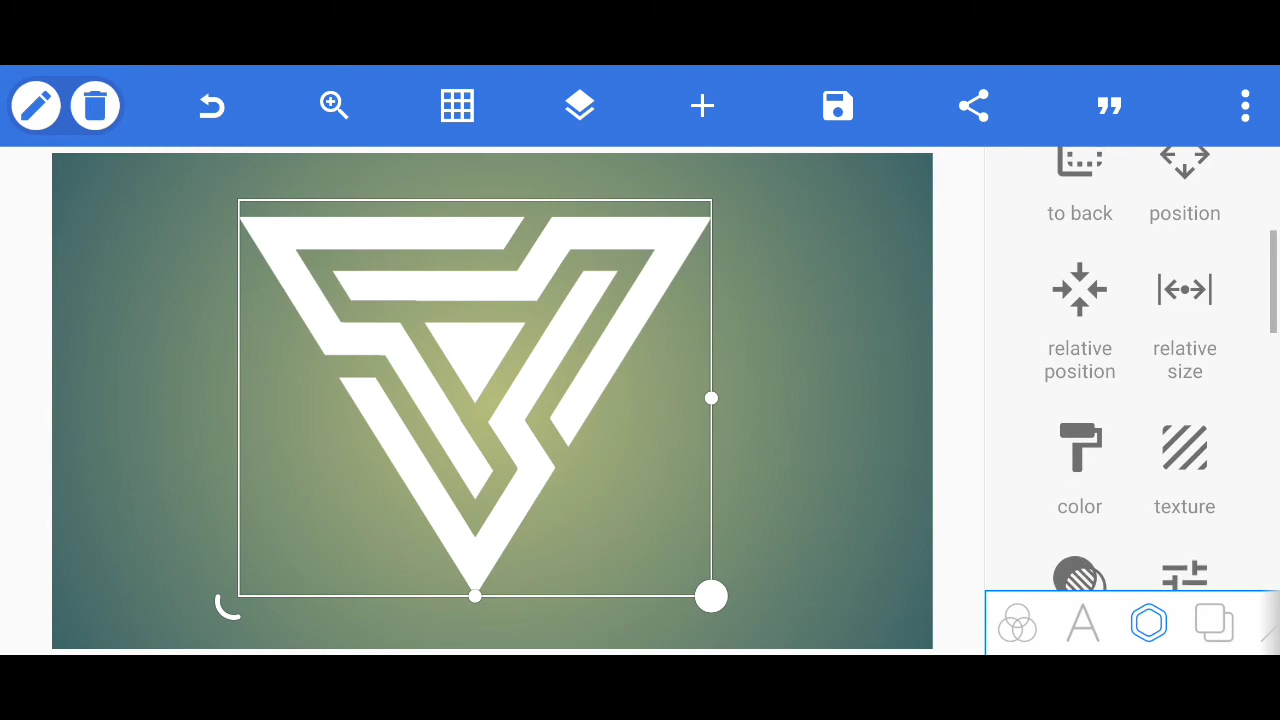 to back
position
relative
position
relative
size
color
texture